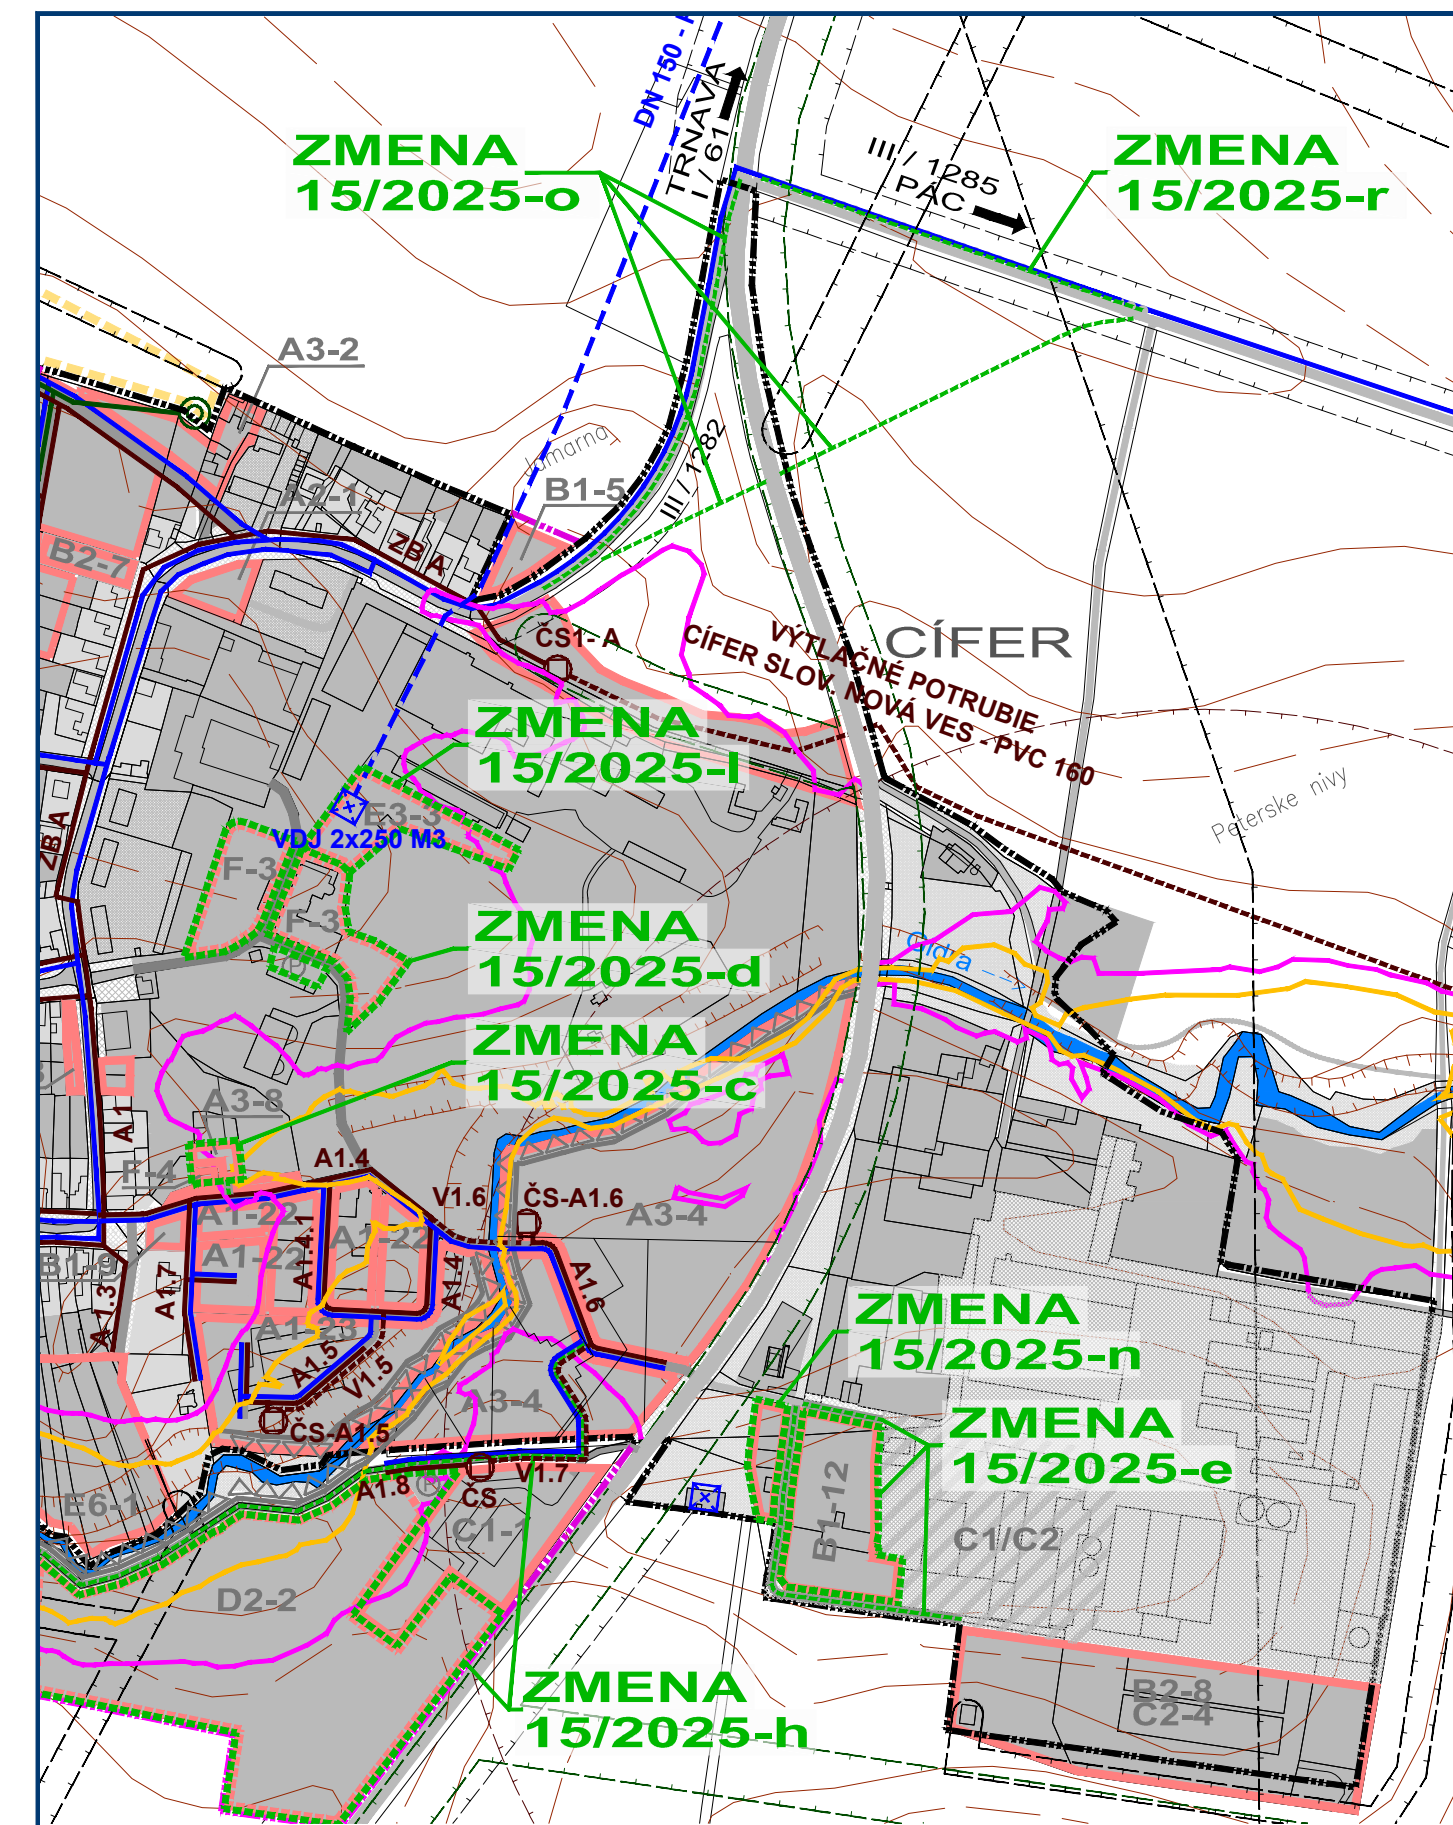 DN 150 -
TRNAVA
I / 61
ZMENA
15/2025-o
III / 1285
PÁC
ZMENA
15/2025-r
A3-2
Jamarna
III / 1282
B1-5
A2-1
ZB A
B2-7
ČS1- A
VÝTLAČNÉ POTRUBIE
CÍFER SLOV. NOVÁ VES - PVC 160
CÍFER
ZMENA
15/2025-l
Peterske nivy
E3-3
VDJ 2x250 M3
ZB A
F-3
F-3
P
ZMENA
15/2025-d
Gidra
ZMENA
15/2025-c
A3-8
A1
F-4
A1.4
V1.6
ČS-A1.6
A3-4
A1-22
A1-22
A1-22
A1.4.1
B1-9
A1.3
A1.7
A1.4
A1.6
A1-23
A1.5
V1.5
ZMENA
15/2025-n
A3-4
ČS-A1.5
ZMENA
15/2025-e
A1.8
ČS
V1.7
E6-1
C1-1
B1-12
C1/C2
D2-2
ZMENA
15/2025-h
B2-8
C2-4